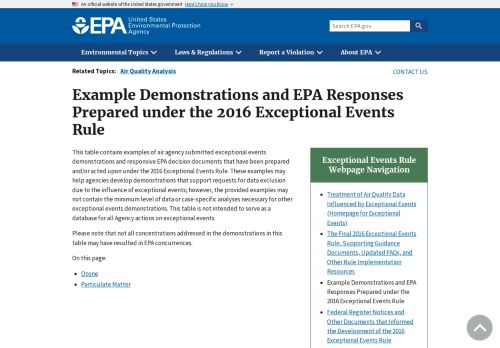 An official website of the United States government Here's how you know
EPA United States
Environmental Protection
Agency
Search EPA.gov
Environmental Topics Laws & Regulations Report a Violation About EPA
Related Topics: Air Quality Analysis
CONTACT US
Example Demonstrations and EPA Responses
Prepared under the 2016 Exceptional Events
Rule
This table contains examples of air agency submitted exceptional events
demonstrations and responsive EPA decision documents that have been prepared
and/or acted upon under the 2016 Exceptional Events Rule. These examples may
help agencies develop demonstrations that support requests for data exclusion
due to the influence of exceptional events; however, the provided examples may
not contain the minimum level of data or case-specific analyses necessary for other
exceptional events demonstrations. This table is not intended to serve as a
database for all Agency actions on exceptional events.
Please note that not all concentrations addressed in the demonstrations in this
table may have resulted in EPA concurrences.
On this page:
Ozone
Particulate Matter
Exceptional Events Rule
Webpage Navigation
Treatment of Air Quality Data
Influenced by Exceptional Events
(Homepage for Exceptional
Events)
The Final 2016 Exceptional Events
Rule, Supporting Guidance
Documents, Updated FAQs, and
Other Rule Implementation
Resources
Example Demonstrations and EPA
Responses Prepared under the
2016 Exceptional Events Rule
Federal Register Notices and
Other Documents that Informed
the Development of the 2016
Exceptional Events Rule